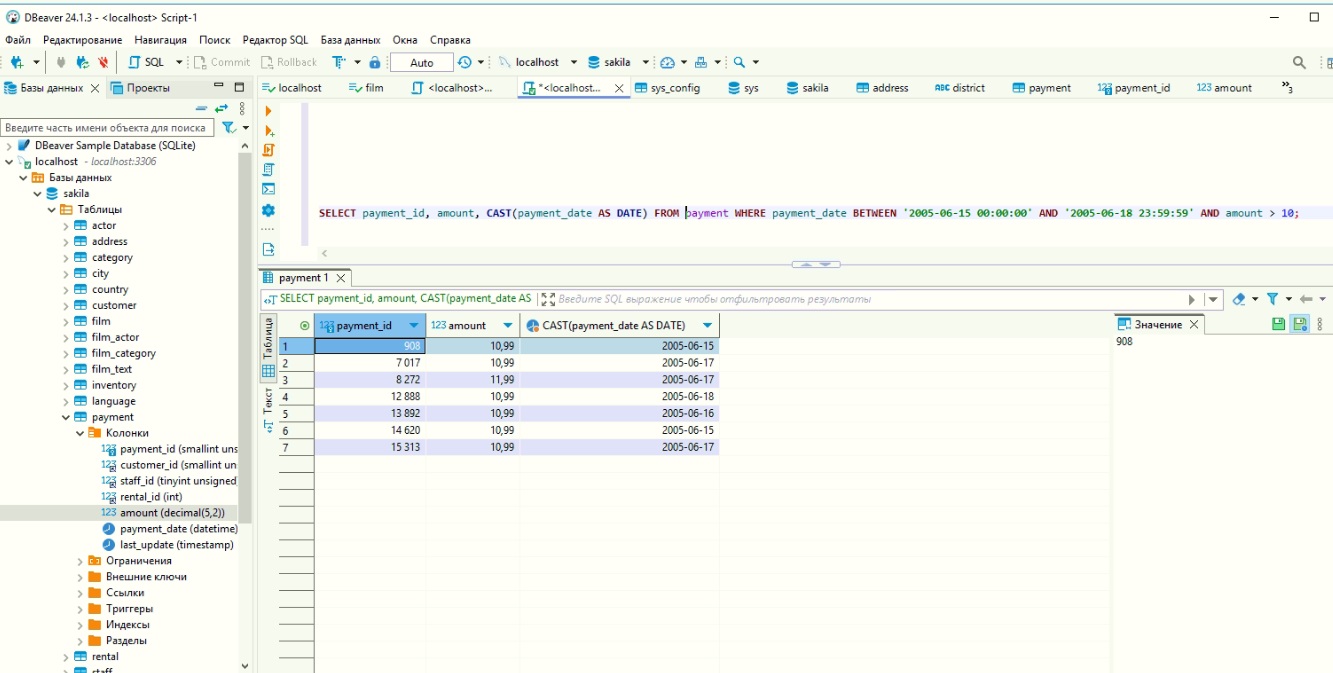 DBeaver 24.1.3 - <localhost> Script-1
Файл Редактирование Навигация Поиск Редактор SQL База данных Окна Справка
SQL Commit Rollback Auto localhost sakila
Базы данных Проекты
localhost film <localhost>... *<localhost... sys_config sys sakila address ABC district payment 123 payment_id 123 amount »3
Введите часть имени объекта для поиска
DBeaver Sample Database (SQLite)
localhost - localhost:3306
Базы данных
sakila
Таблицы
actor
address
category
city
country
customer
film
film_actor
film_category
film_text
inventory
language
payment
Колонки
123 payment_id (smallint uns
123 customer_id (smallint un
123 staff_id (tinyint unsigned
123 rental_id (int)
123 amount (decimal(5,2))
payment_date (datetime)
last_update (timestamp)
Ограничения
Внешние ключи
Ссылки
Триггеры
Индексы
Разделы
rental
staff
SELECT payment_id, amount, CAST(payment_date AS DATE) FROM payment WHERE payment_date BETWEEN '2005-06-15 00:00:00' AND '2005-06-18 23:59:59' AND amount > 10;
payment 1
SELECT payment_id, amount, CAST(payment_date AS Введите SQL выражение чтобы отфильтровать результаты
Таблица
Текст
123 payment_id 123 amount CAST(payment_date AS DATE)
1 908 10,99 2005-06-15
2 7 017 10,99 2005-06-17
3 8 272 11,99 2005-06-17
4 12 888 10,99 2005-06-18
5 13 892 10,99 2005-06-16
6 14 620 10,99 2005-06-15
7 15 313 10,99 2005-06-17
Значение
908